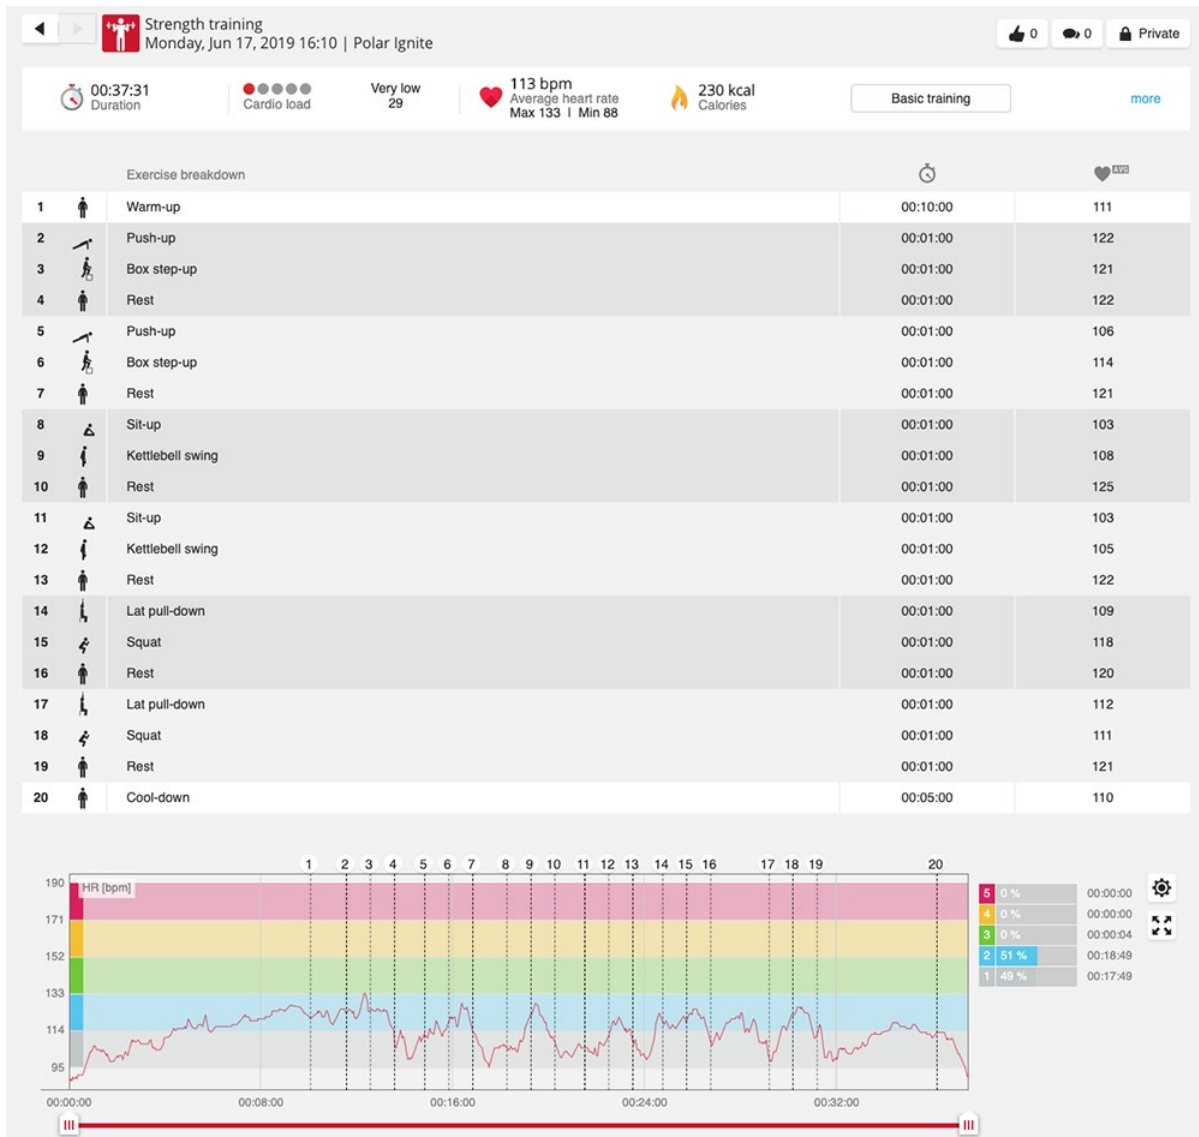 Strength training
Monday, Jun 17, 2019 16:10 | Polar Ignite
0 0 Private
00:37:31
Duration
Cardio load
Very low
29
113 bpm
Average heart rate
Max 133 | Min 88
230 kcal
Calories
Basic training
more
Exercise breakdown AVG
1 Warm-up 00:10:00 111
2 Push-up 00:01:00 122
3 Box step-up 00:01:00 121
4 Rest 00:01:00 122
5 Push-up 00:01:00 106
6 Box step-up 00:01:00 114
7 Rest 00:01:00 121
8 Sit-up 00:01:00 103
9 Kettlebell swing 00:01:00 108
10 Rest 00:01:00 125
11 Sit-up 00:01:00 103
12 Kettlebell swing 00:01:00 105
13 Rest 00:01:00 122
14 Lat pull-down 00:01:00 109
15 Squat 00:01:00 118
16 Rest 00:01:00 120
17 Lat pull-down 00:01:00 112
18 Squat 00:01:00 111
19 Rest 00:01:00 121
20 Cool-down 00:05:00 110
1 2 3 4 5 6 7 8 9 10 11 12 13 14 15 16 17 18 19 20
HR [bpm]
190
171
152
133
114
95
00:00:00 00:08:00 00:16:00 00:24:00 00:32:00
5 0 % 00:00:00
4 0 % 00:00:00
3 0 % 00:00:04
2 51 % 00:18:49
1 49 % 00:17:49